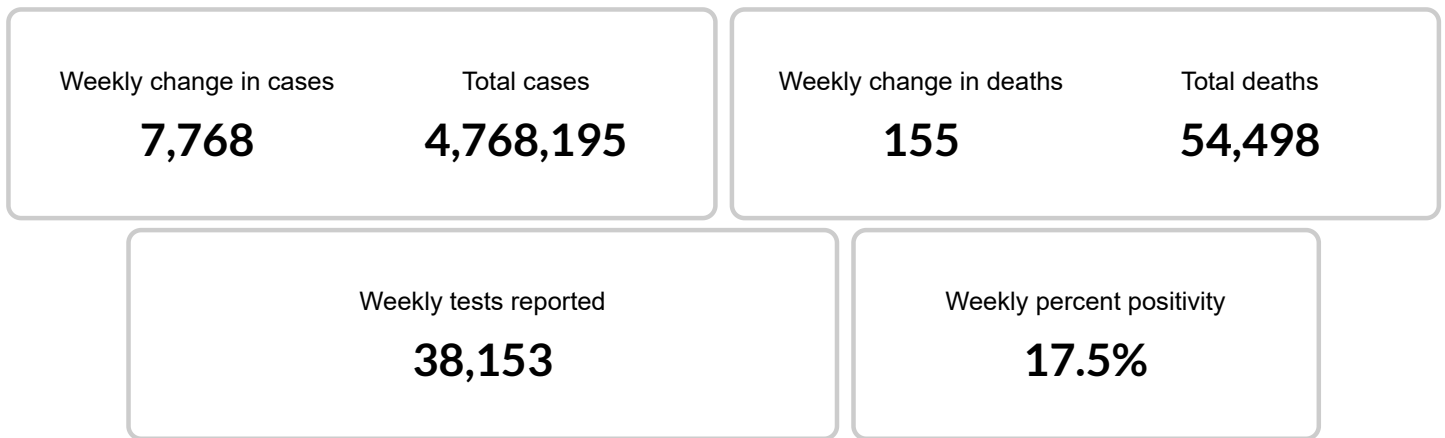 Weekly change in cases
Total cases
7,768
4,768,195
Weekly change in deaths
Total deaths
155
54,498
Weekly tests reported
38,153
Weekly percent positivity
17.5%